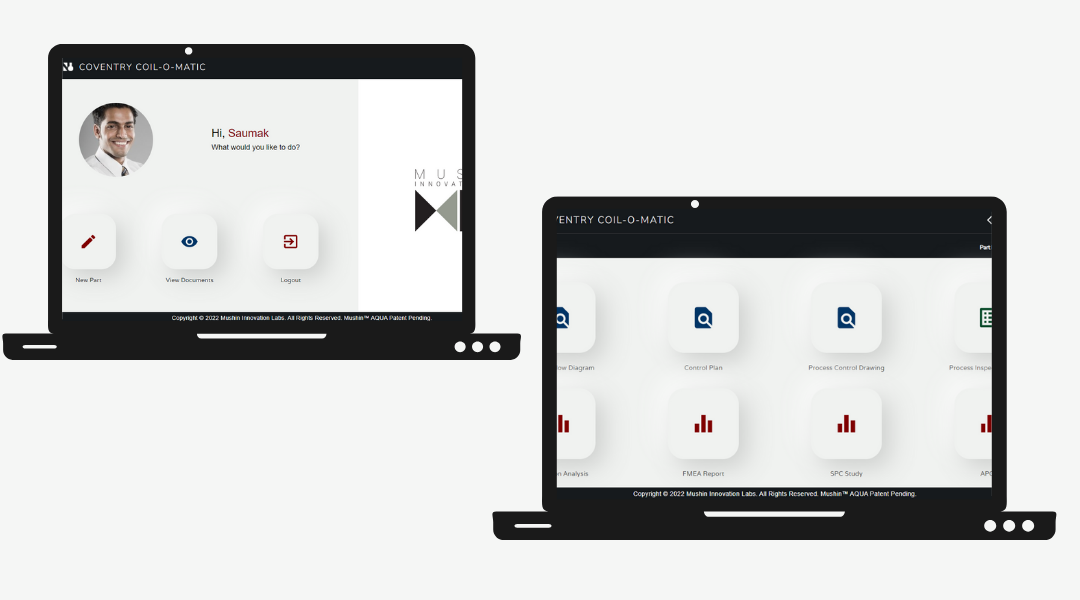 COVENTRY COIL-O-MATIC
Hi, Saumak
What would you like to do?
MUS
INNOVAT
New Part
View Documents
Logout
Copyright © 2022 Mushin Innovation Labs. All Rights Reserved. Mushin™ AQUA Patent Pending.
VENTRY COIL-O-MATIC
Part
ow Diagram
Control Plan
Process Control Drawing
Process Inspe
n Analysis
FMEA Report
SPC Study
Copyright © 2022 Mushin Innovation Labs. All Rights Reserved. Mushin™ AQUA Patent Pending.